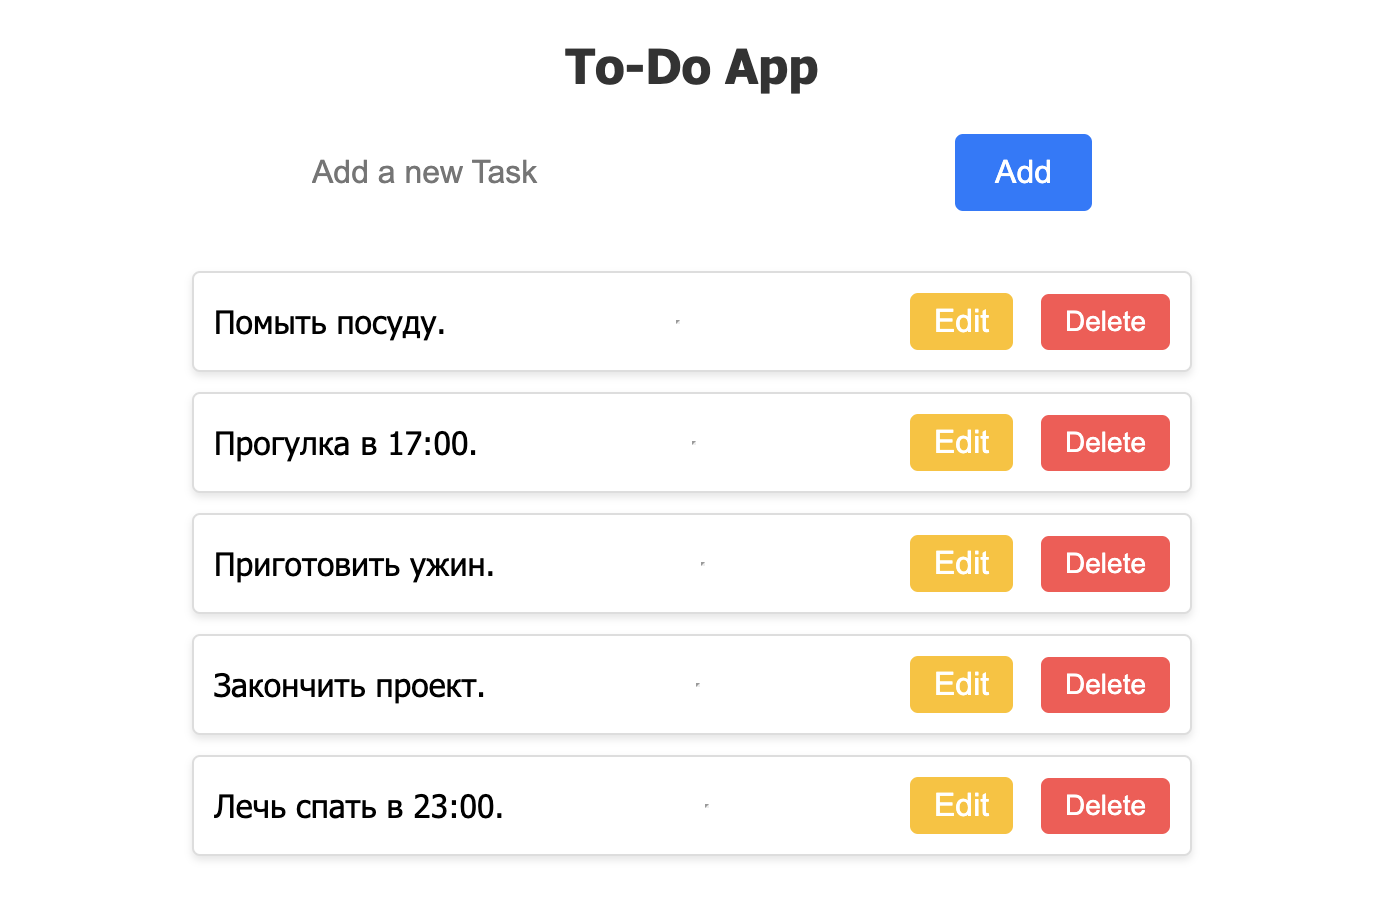 To-Do App
Add a new Task Add
Помыть посуду. Edit Delete
Прогулка в 17:00. Edit Delete
Приготовить ужин. Edit Delete
Закончить проект. Edit Delete
Лечь спать в 23:00. Edit Delete